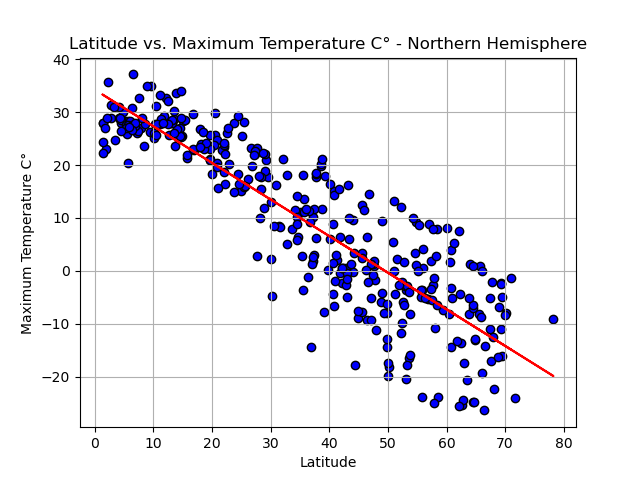 Latitude vs. Maximum Temperature C° - Northern Hemisphere
40
30
20
10
0
−10
−20
Maximum Temperature C°
0 10 20 30 40 50 60 70 80
Latitude